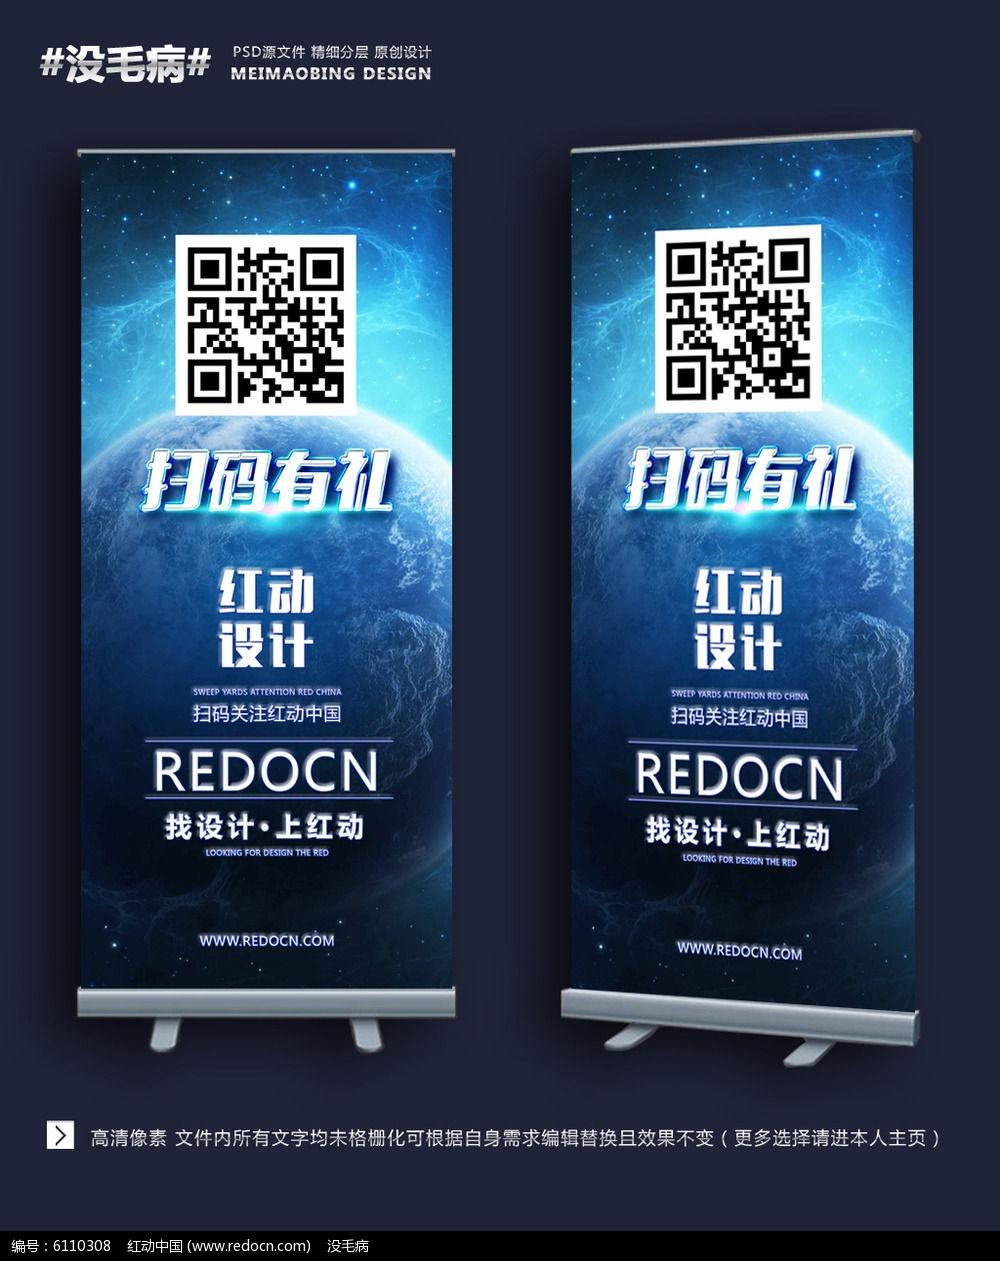 #没毛病#
PSD源文件 精细分层 原创设计
MEIMAOBING DESIGN
扫码有礼
红动
设计
SWEEP YARDS ATTENTION RED CHINA
扫码关注红动中国
REDOCN
找设计·上红动
LOOKING FOR DESIGN THE RED
WWW.REDOCN.COM
扫码有礼
红动
设计
SWEEP YARDS ATTENTION RED CHINA
扫码关注红动中国
REDOCN
找设计·上红动
LOOKING FOR DESIGN THE RED
WWW.REDOCN.COM
高清像素 文件内所有文字均未格栅化可根据自身需求编辑替换且效果不变（更多选择请进本人主页）
编号：6110308 红动中国 (www.redocn.com) 没毛病